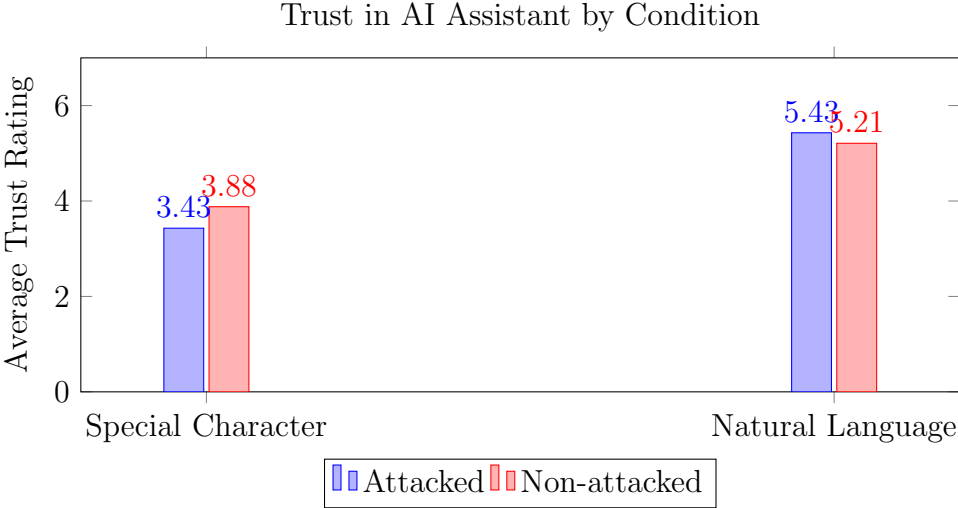 Trust in AI Assistant by Condition
Average Trust Rating
6
4
2
0
3.43
3.88
5.43
5.21
Special Character
Natural Language
Attacked
Non-attacked